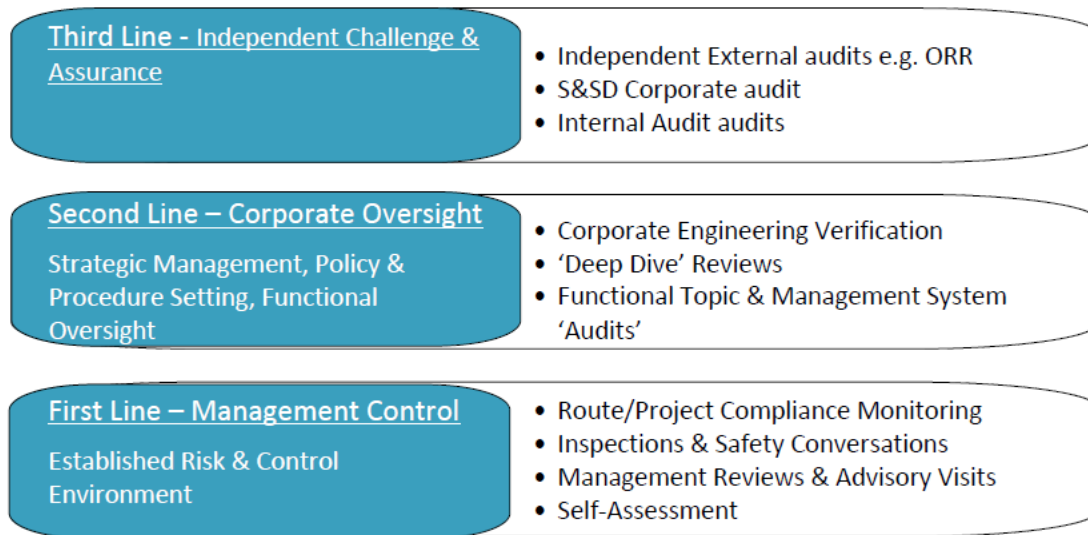 Third Line - Independent Challenge &
Assurance
• Independent External audits e.g. ORR
• S&SD Corporate audit
• Internal Audit audits
Second Line – Corporate Oversight
Strategic Management, Policy &
Procedure Setting, Functional
Oversight
• Corporate Engineering Verification
• ‘Deep Dive’ Reviews
• Functional Topic & Management System
‘Audits’
First Line – Management Control
Established Risk & Control
Environment
• Route/Project Compliance Monitoring
• Inspections & Safety Conversations
• Management Reviews & Advisory Visits
• Self-Assessment